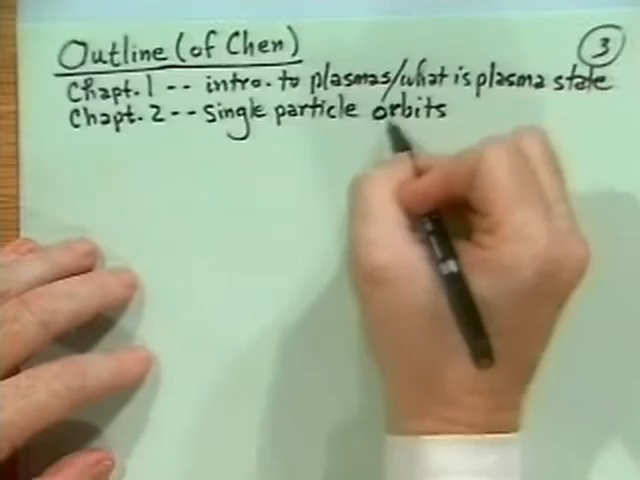 Outline (of Chen)
3
Chapt. 1 -- intro. to plasmas/what is plasma state
Chapt. 2 -- Single particle orbits